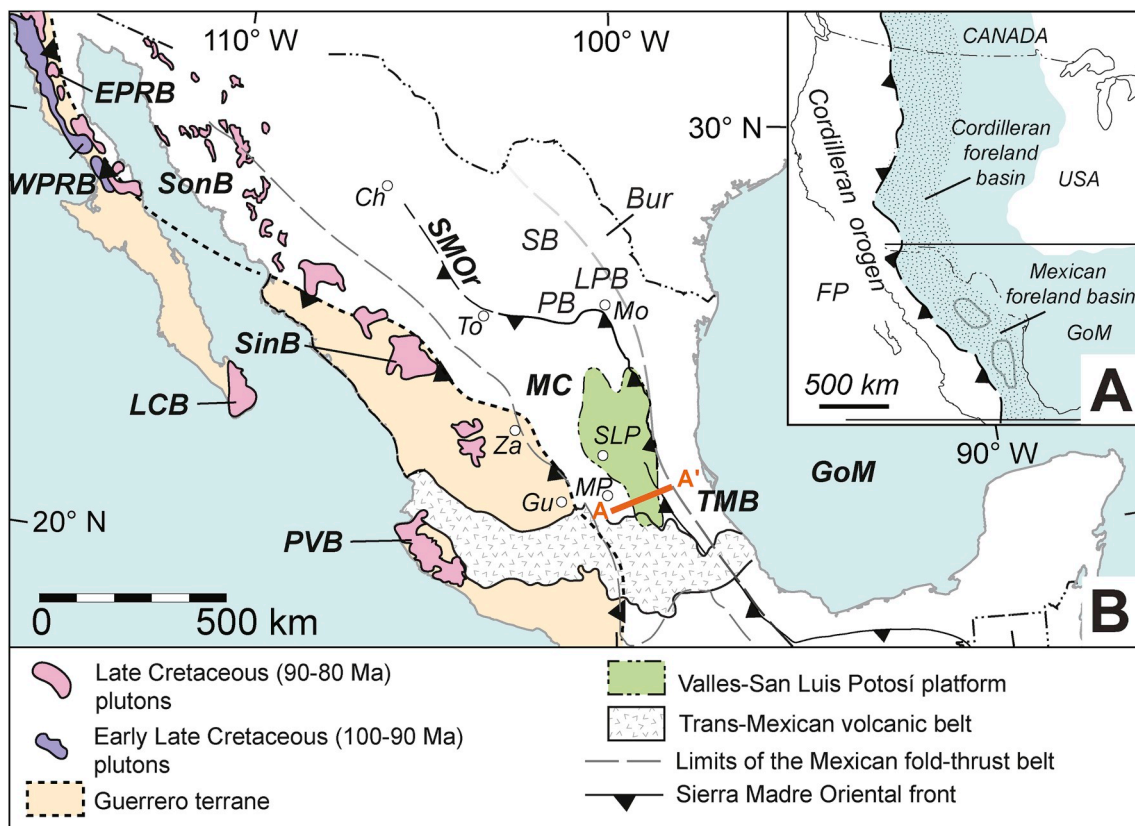 110° W
100° W
30° N
20° N
90° W
EPRB
WPRB
SonB
Ch
SMOr
SB
Bur
LPB
PB
Mo
To
SinB
LCB
MC
Za
SLP
Gu
MP
A
A'
TMB
GoM
PVB
0 500 km
B
CANADA
Cordilleran orogen
Cordilleran
foreland
basin
USA
Mexican
foreland basin
FP
GoM
500 km
A
Late Cretaceous (90-80 Ma)
plutons
Early Late Cretaceous (100-90 Ma)
plutons
Guerrero terrane
Valles-San Luis Potosí platform
Trans-Mexican volcanic belt
Limits of the Mexican fold-thrust belt
Sierra Madre Oriental front